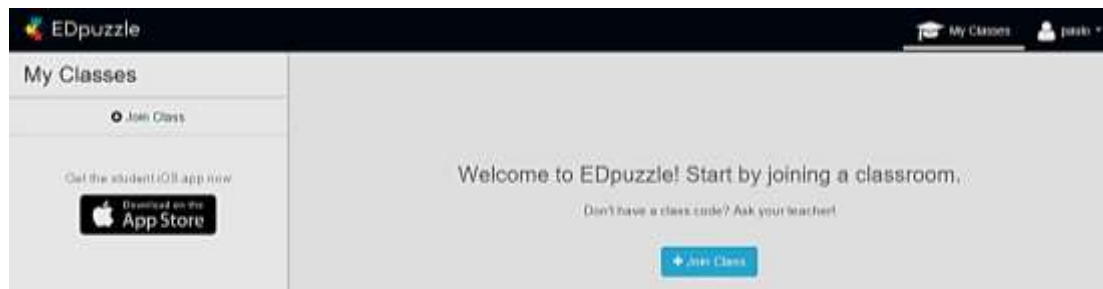 EDpuzzle
My Classes
paulo
My Classes
Join Class
Get the student iOS app now
Download on the
App Store
Welcome to EDpuzzle! Start by joining a classroom.
Don't have a class code? Ask your teacher!
+ Join Class